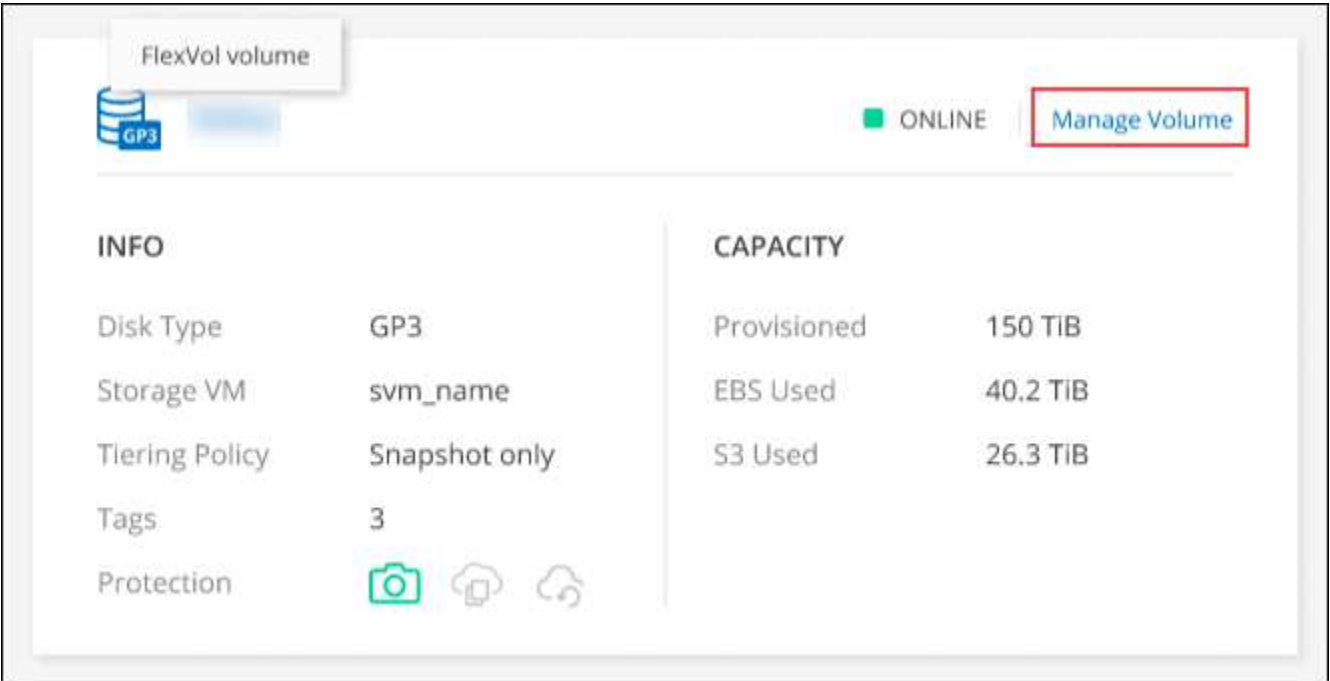 FlexVol volume
GP3
ONLINE
Manage Volume
INFO
Disk Type GP3
Storage VM svm_name
Tiering Policy Snapshot only
Tags 3
Protection
CAPACITY
Provisioned 150 TiB
EBS Used 40.2 TiB
S3 Used 26.3 TiB